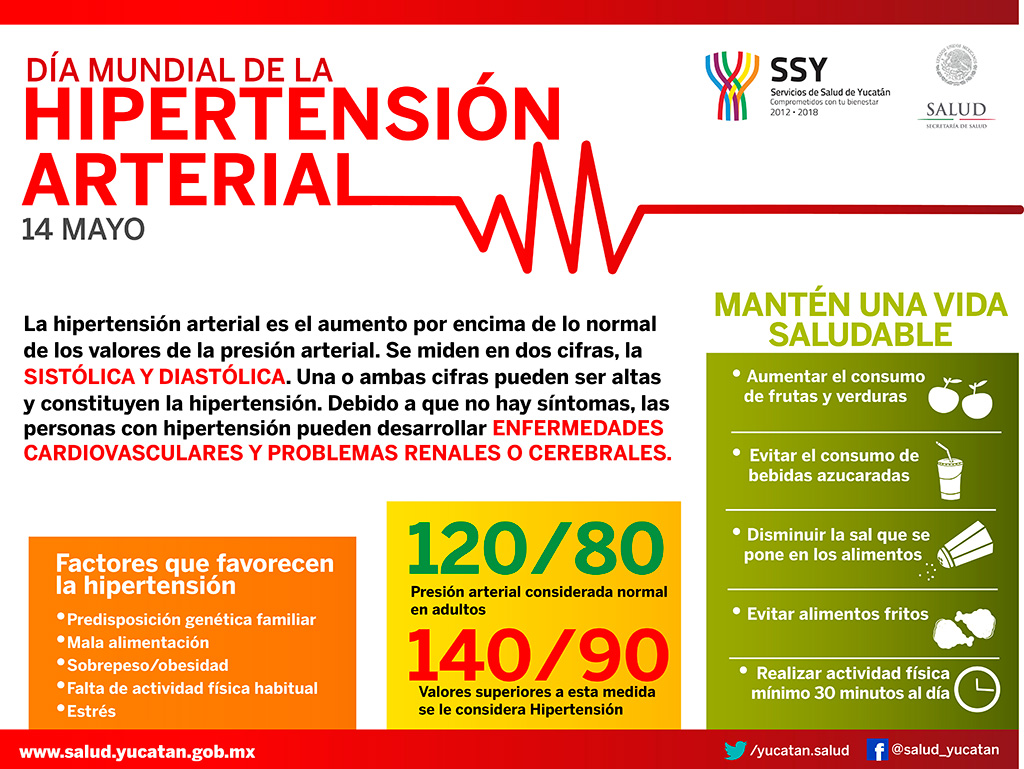 DÍA MUNDIAL DE LA
HIPERTENSIÓN
ARTERIAL
14 MAYO
SSY
Servicios de Salud de Yucatán
Comprometidos con tu bienestar
2012 • 2018
SALUD
SECRETARÍA DE SALUD
La hipertensión arterial es el aumento por encima de lo normal
de los valores de la presión arterial. Se miden en dos cifras, la
SISTÓLICA Y DIASTÓLICA. Una o ambas cifras pueden ser altas
y constituyen la hipertensión. Debido a que no hay síntomas, las
personas con hipertensión pueden desarrollar ENFERMEDADES
CARDIOVASCULARES Y PROBLEMAS RENALES O CEREBRALES.
Factores que favorecen
la hipertensión
•Predisposición genética familiar
•Mala alimentación
•Sobrepeso/obesidad
•Falta de actividad física habitual
•Estrés
120/80
Presión arterial considerada normal
en adultos
140/90
Valores superiores a esta medida
se le considera Hipertensión
MANTÉN UNA VIDA
SALUDABLE
• Aumentar el consumo
de frutas y verduras
• Evitar el consumo de
bebidas azucaradas
• Disminuir la sal que se
pone en los alimentos
• Evitar alimentos fritos
• Realizar actividad física
mínimo 30 minutos al día
www.salud.yucatan.gob.mx
/yucatan.salud
@salud_yucatan